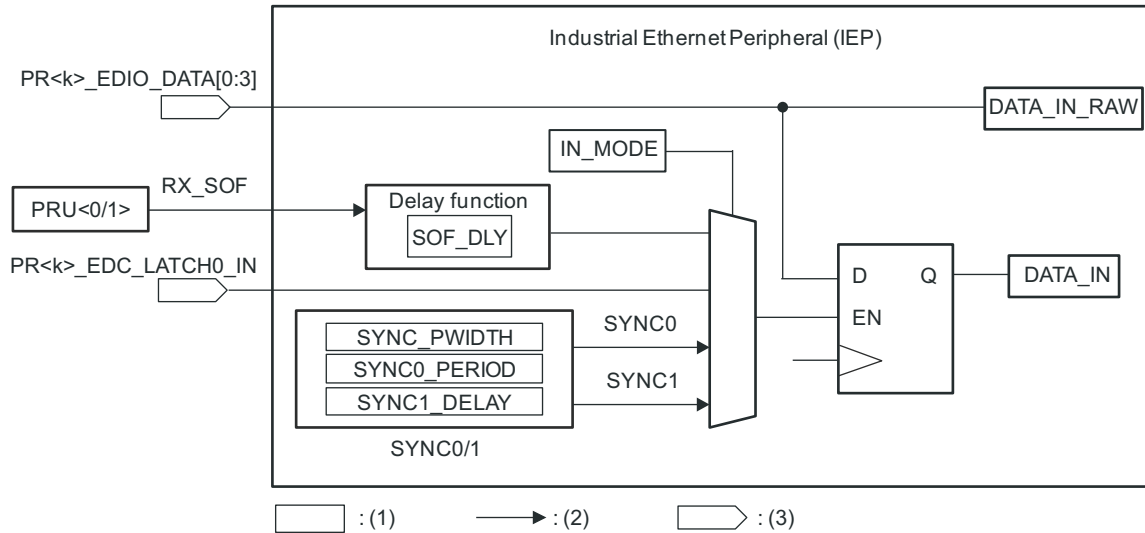 Industrial Ethernet Peripheral (IEP)
PR<k>_EDIO_DATA[0:3]
DATA_IN_RAW
IN_MODE
RX_SOF
PRU<0/1>
Delay function
SOF_DLY
PR<k>_EDC_LATCH0_IN
D Q
DATA_IN
EN
SYNC_PWIDTH
SYNC0
SYNC0_PERIOD
SYNC1
SYNC1_DELAY
SYNC0/1
: (1) : (2) : (3)